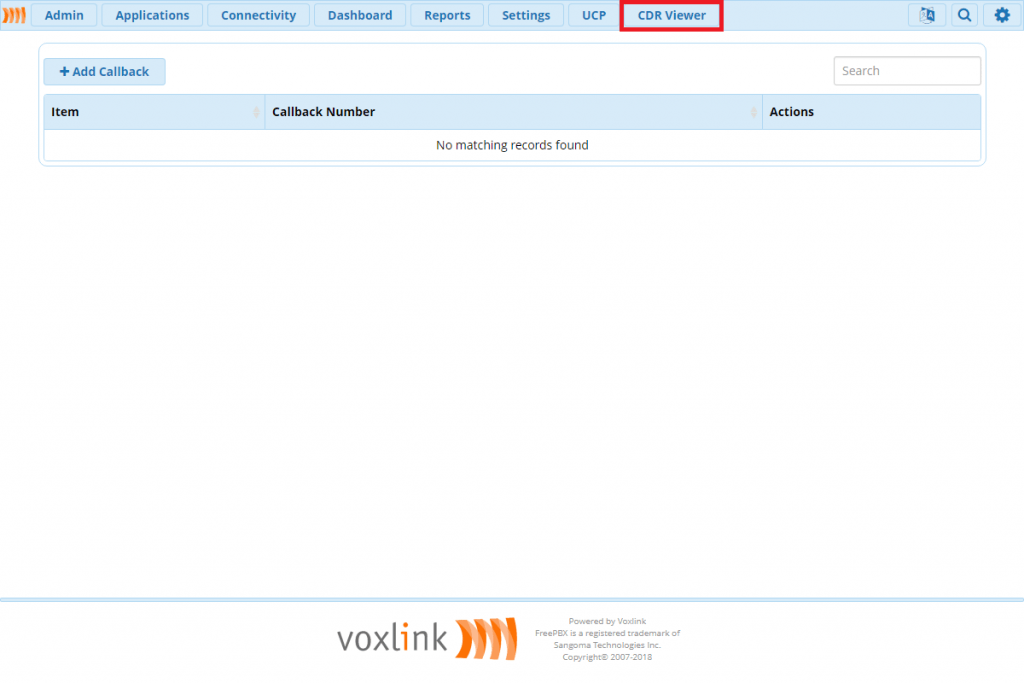 Admin Applications Connectivity Dashboard Reports Settings UCP CDR Viewer
Add Callback Search
Item Callback Number Actions
No matching records found
voxlink
Powered by Voxlink
FreePBX is a registered trademark of
Sangoma Technologies Inc.
Copyright© 2007-2018